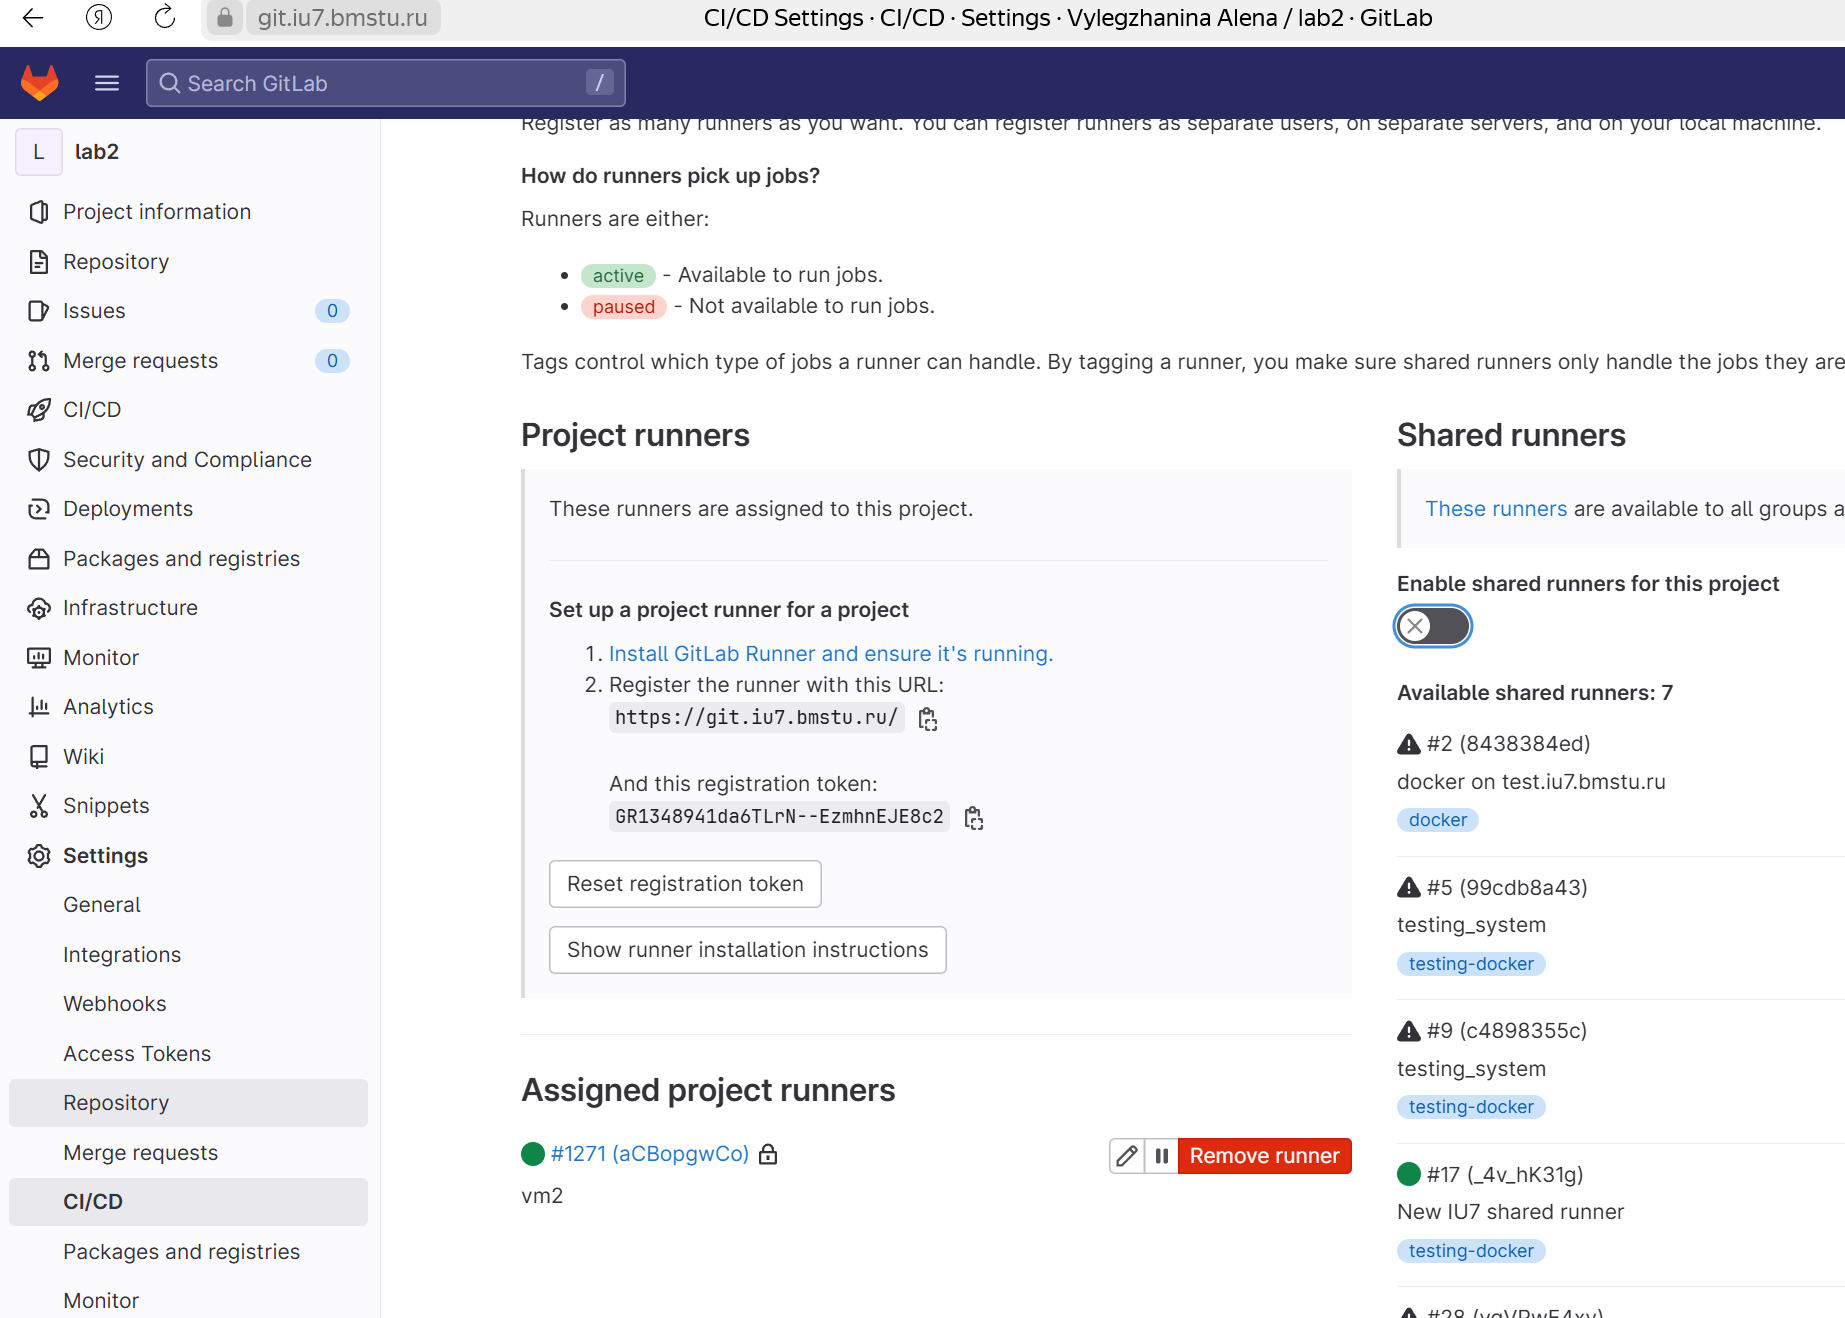 git.iu7.bmstu.ru
CI/CD Settings · CI/CD · Settings · Vylegzhanina Alena / lab2 · GitLab
Search GitLab
/
L
lab2
Project information
Repository
Issues
0
Merge requests
0
CI/CD
Security and Compliance
Deployments
Packages and registries
Infrastructure
Monitor
Analytics
Wiki
Snippets
Settings
General
Integrations
Webhooks
Access Tokens
Repository
Merge requests
CI/CD
Packages and registries
Monitor
Register as many runners as you want. You can register runners as separate users, on separate servers, and on your local machine.
How do runners pick up jobs?
Runners are either:
• active - Available to run jobs.
• paused - Not available to run jobs.
Tags control which type of jobs a runner can handle. By tagging a runner, you make sure shared runners only handle the jobs they are
Project runners
These runners are assigned to this project.
Set up a project runner for a project
1. Install GitLab Runner and ensure it's running.
2. Register the runner with this URL:
https://git.iu7.bmstu.ru/
And this registration token:
GR1348941da6TLrN--EzmhnEJE8c2
Reset registration token
Show runner installation instructions
Assigned project runners
#1271 (aCBopgwCo)
Remove runner
vm2
Shared runners
These runners are available to all groups a
Enable shared runners for this project
Available shared runners: 7
#2 (8438384ed)
docker on test.iu7.bmstu.ru
docker
#5 (99cdb8a43)
testing_system
testing-docker
#9 (c4898355c)
testing_system
testing-docker
#17 (_4v_hK31g)
New IU7 shared runner
testing-docker
#28